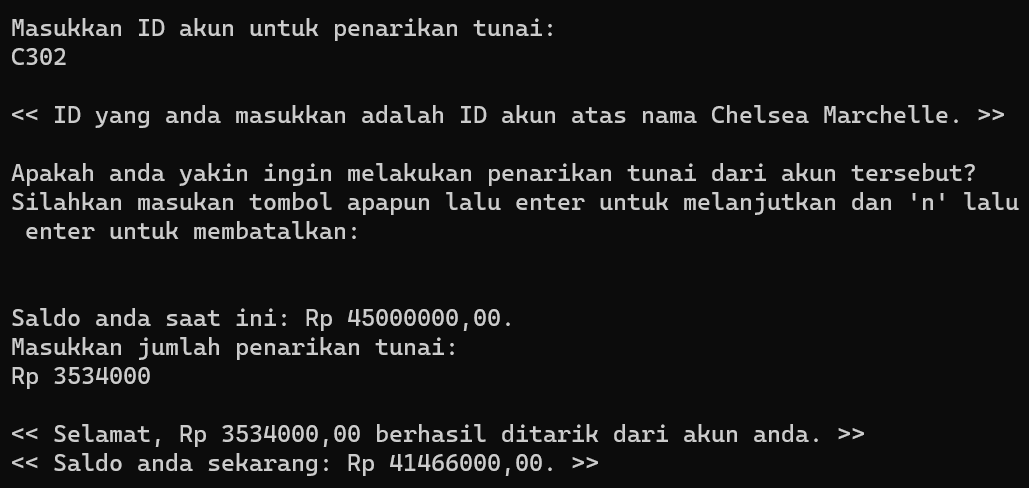 Masukkan ID akun untuk penarikan tunai:
C302
<< ID yang anda masukkan adalah ID akun atas nama Chelsea Marchelle. >>
Apakah anda yakin ingin melakukan penarikan tunai dari akun tersebut?
Silahkan masukan tombol apapun lalu enter untuk melanjutkan dan 'n' lalu
 enter untuk membatalkan:
Saldo anda saat ini: Rp 45000000,00.
Masukkan jumlah penarikan tunai:
Rp 3534000
<< Selamat, Rp 3534000,00 berhasil ditarik dari akun anda. >>
<< Saldo anda sekarang: Rp 41466000,00. >>